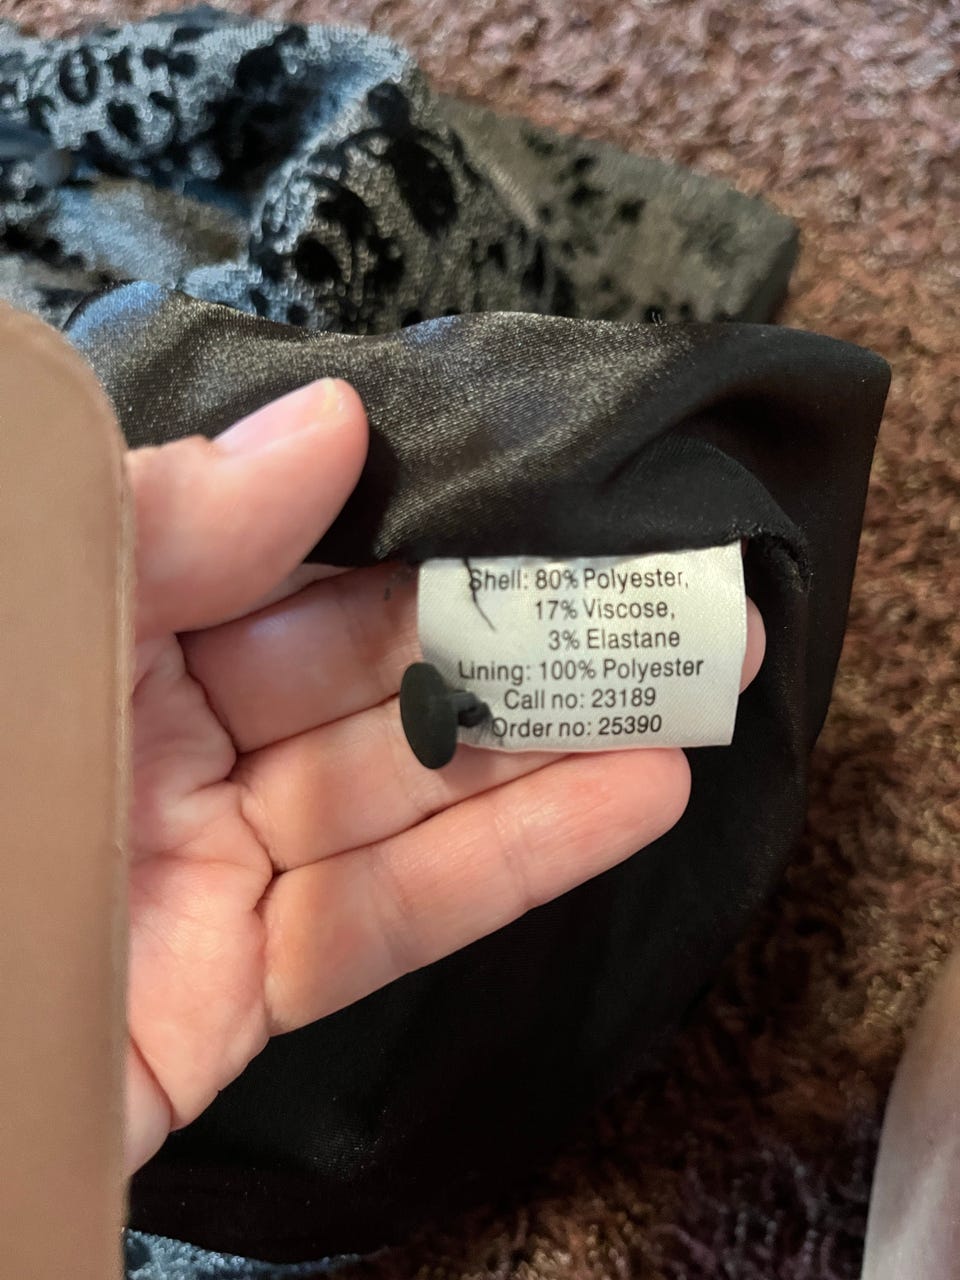 Shell: 80% Polyester,
17% Viscose,
3% Elastane
Lining: 100% Polyester
Call no: 23189
Order no: 25390